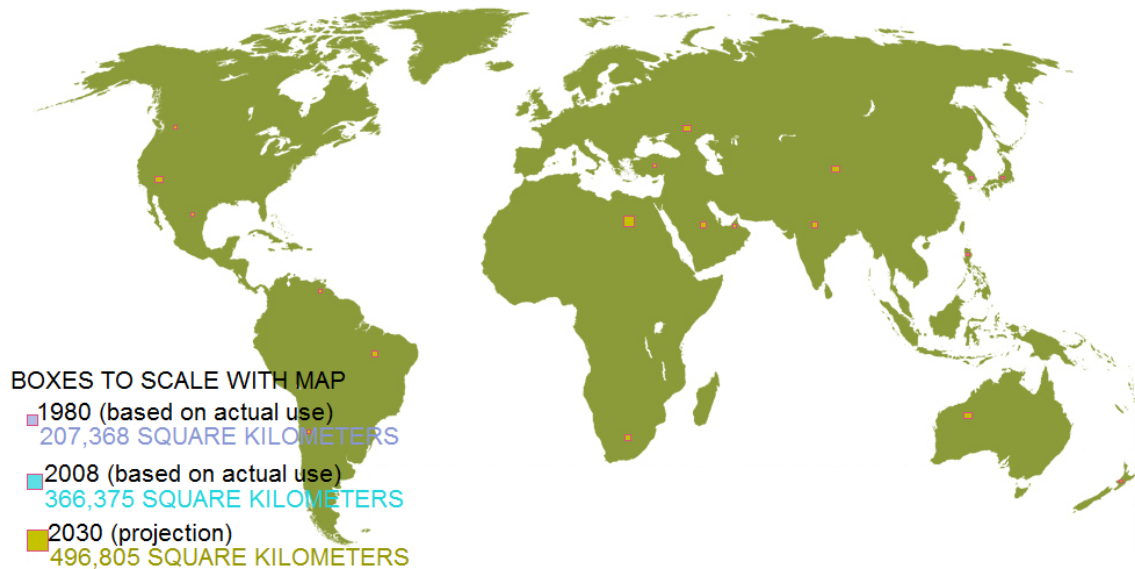 BOXES TO SCALE WITH MAP
1980 (based on actual use)
207,368 SQUARE KILOMETERS
2008 (based on actual use)
366,375 SQUARE KILOMETERS
2030 (projection)
496,805 SQUARE KILOMETERS